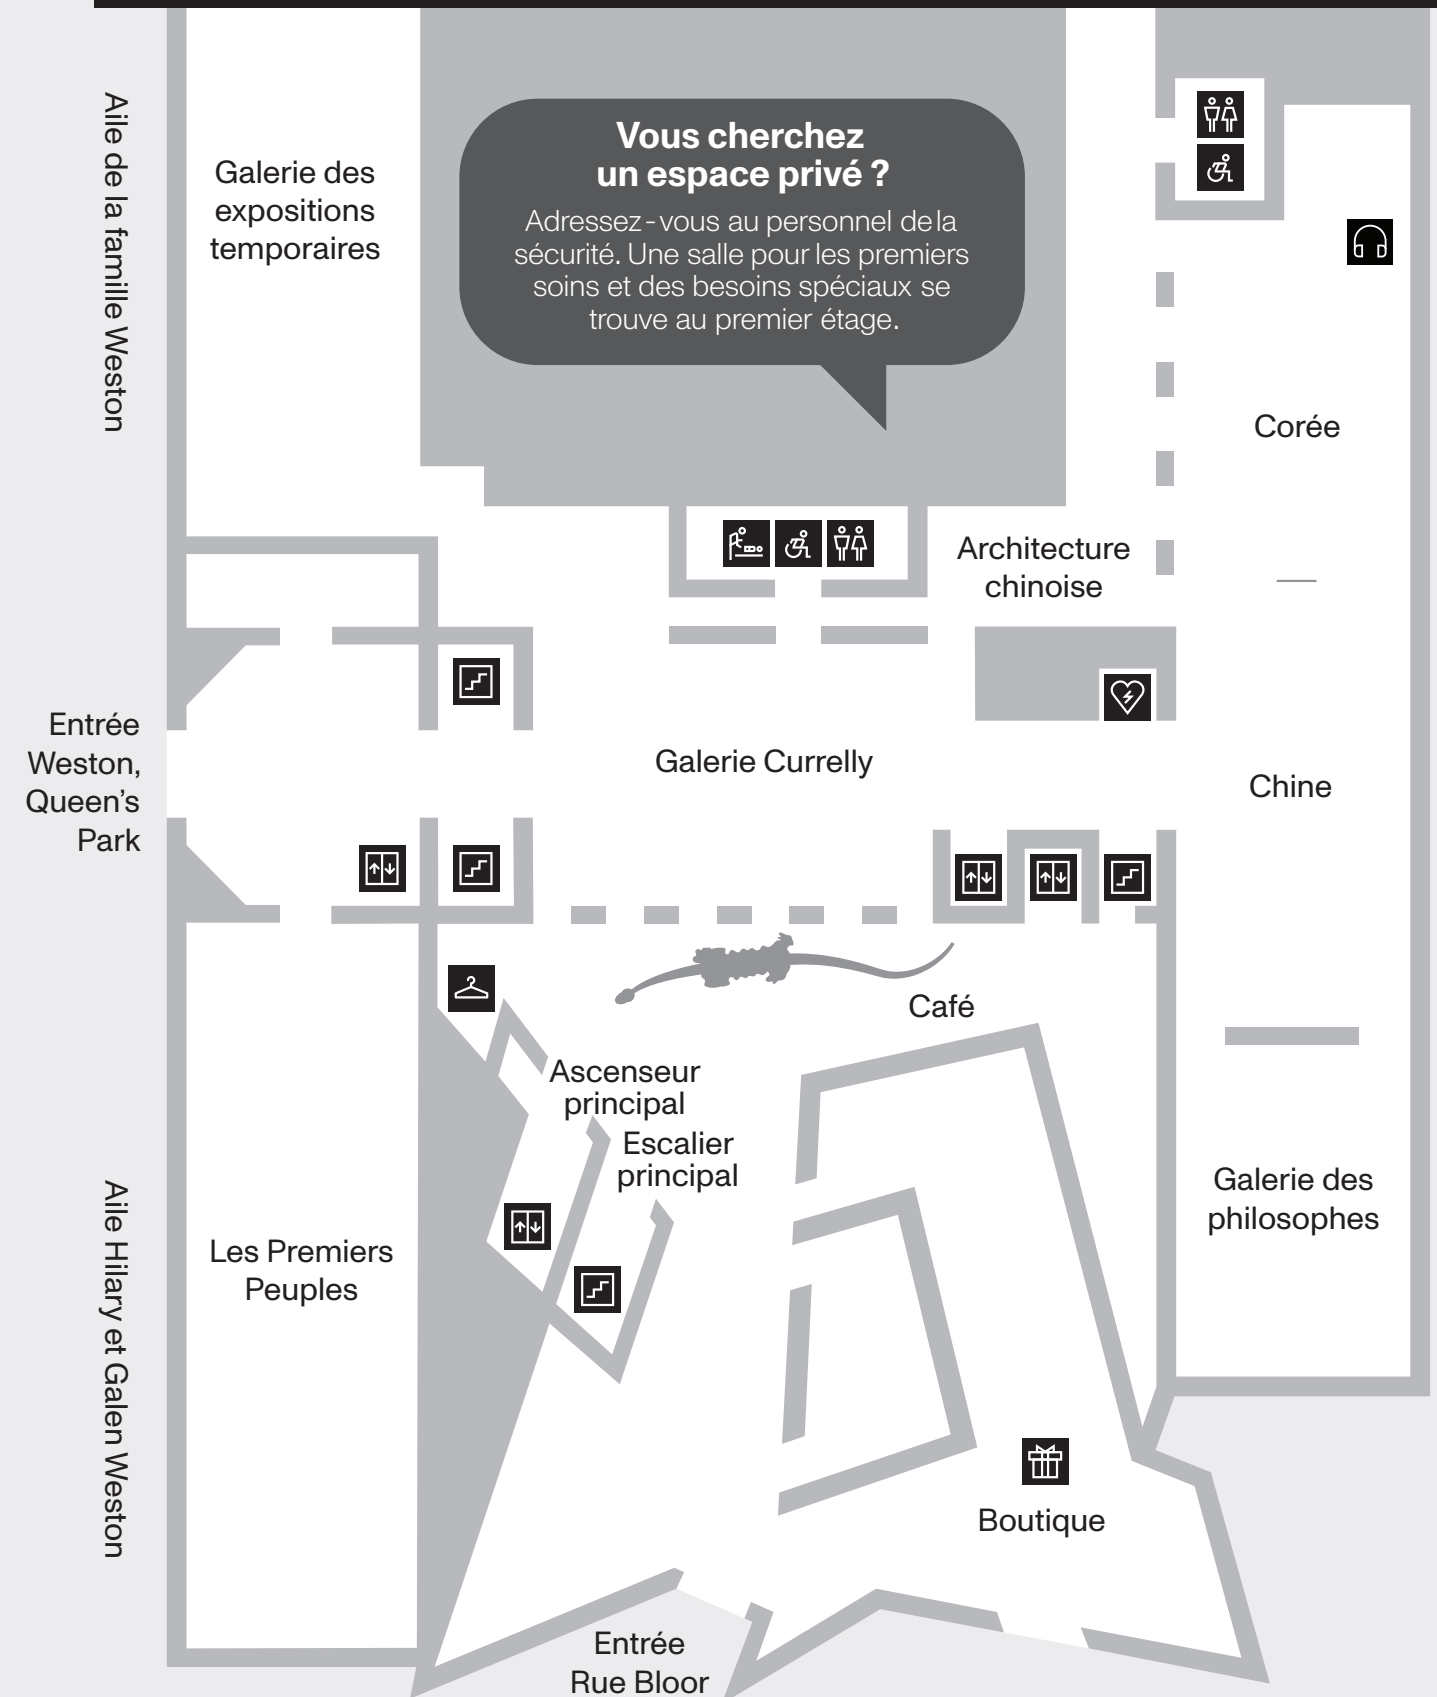 Aile de la famille Weston
Galerie des
expositions
temporaires
Vous cherchez
un espace privé ?
Adressez-vous au personnel de la
sécurité. Une salle pour les premiers
soins et des besoins spéciaux se
trouve au premier étage.
Corée
Architecture
chinoise
Entrée
Weston,
Queen’s
Park
Galerie Currelly
Chine
Café
Ascenseur
principal
Escalier
principal
Galerie des
philosophes
Les Premiers
Peuples
Aile Hilary et Galen Weston
Boutique
Entrée
Rue Bloor